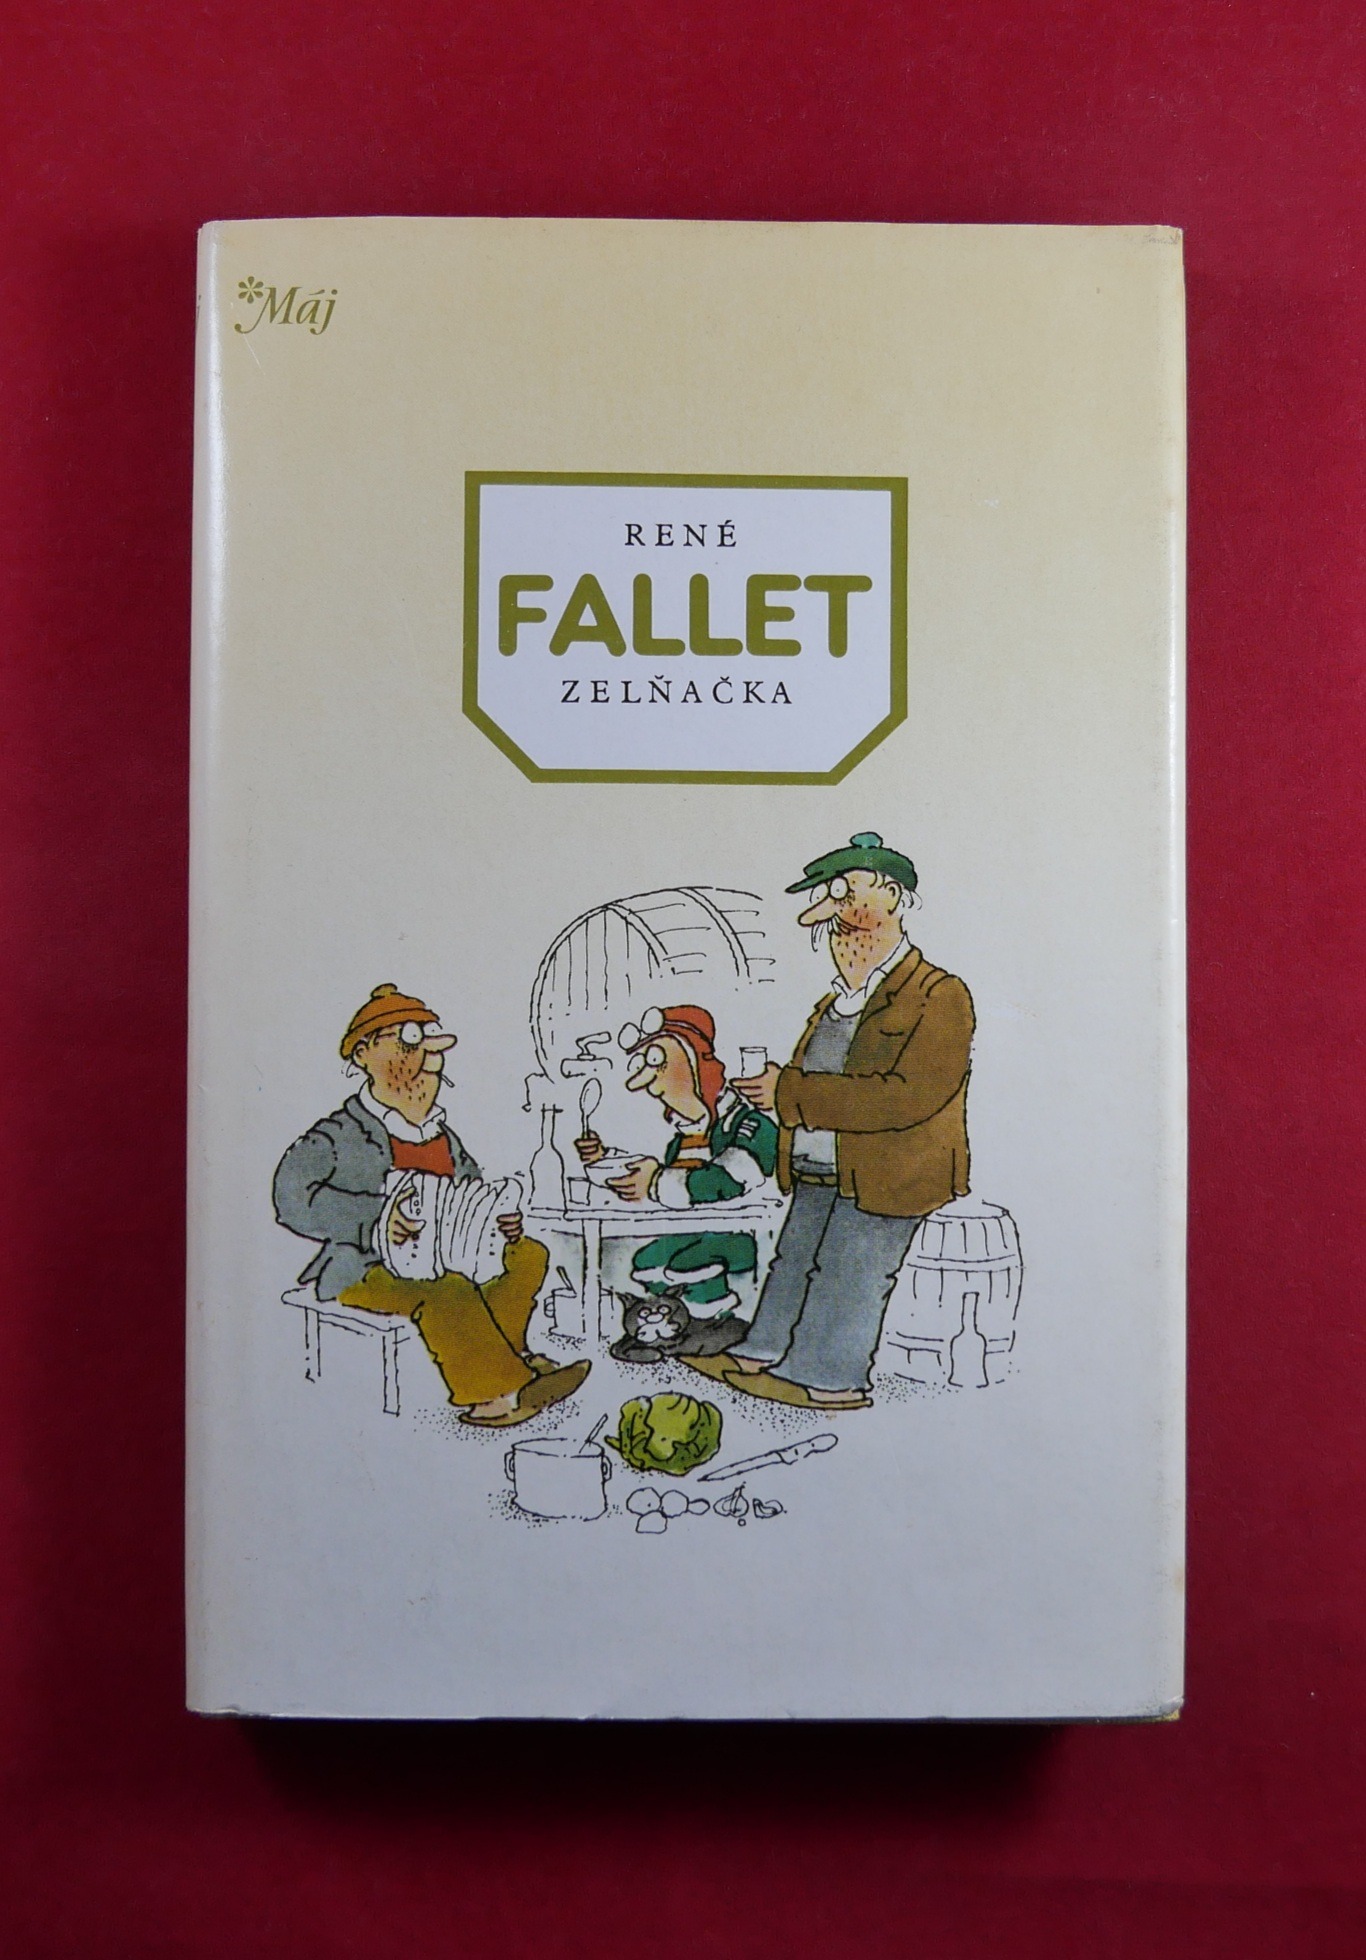 *Máj
RENÉ
FALLET
ZELŇAČKA